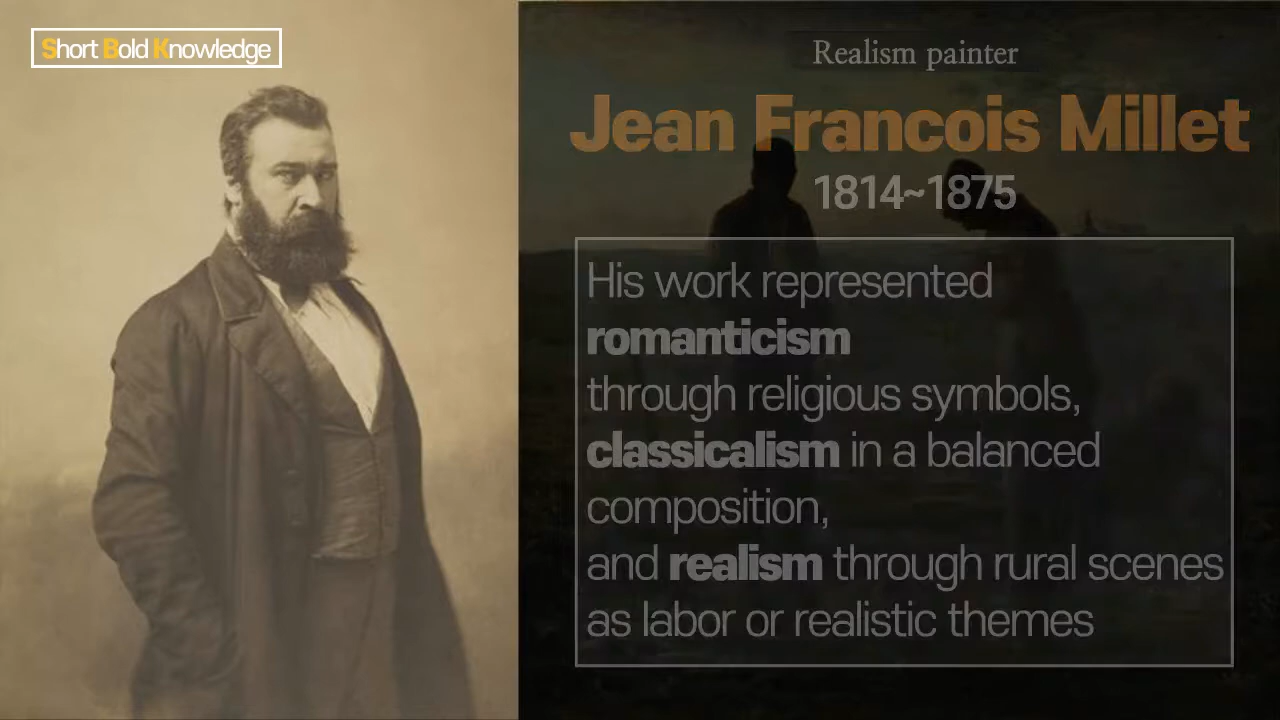 Short Bold Knowledge
Realism painter
Jean Francois Millet
1814~1875
His work represented
romanticism
through religious symbols,
classicalism in a balanced
composition,
and realism through rural scenes
as labor or realistic themes